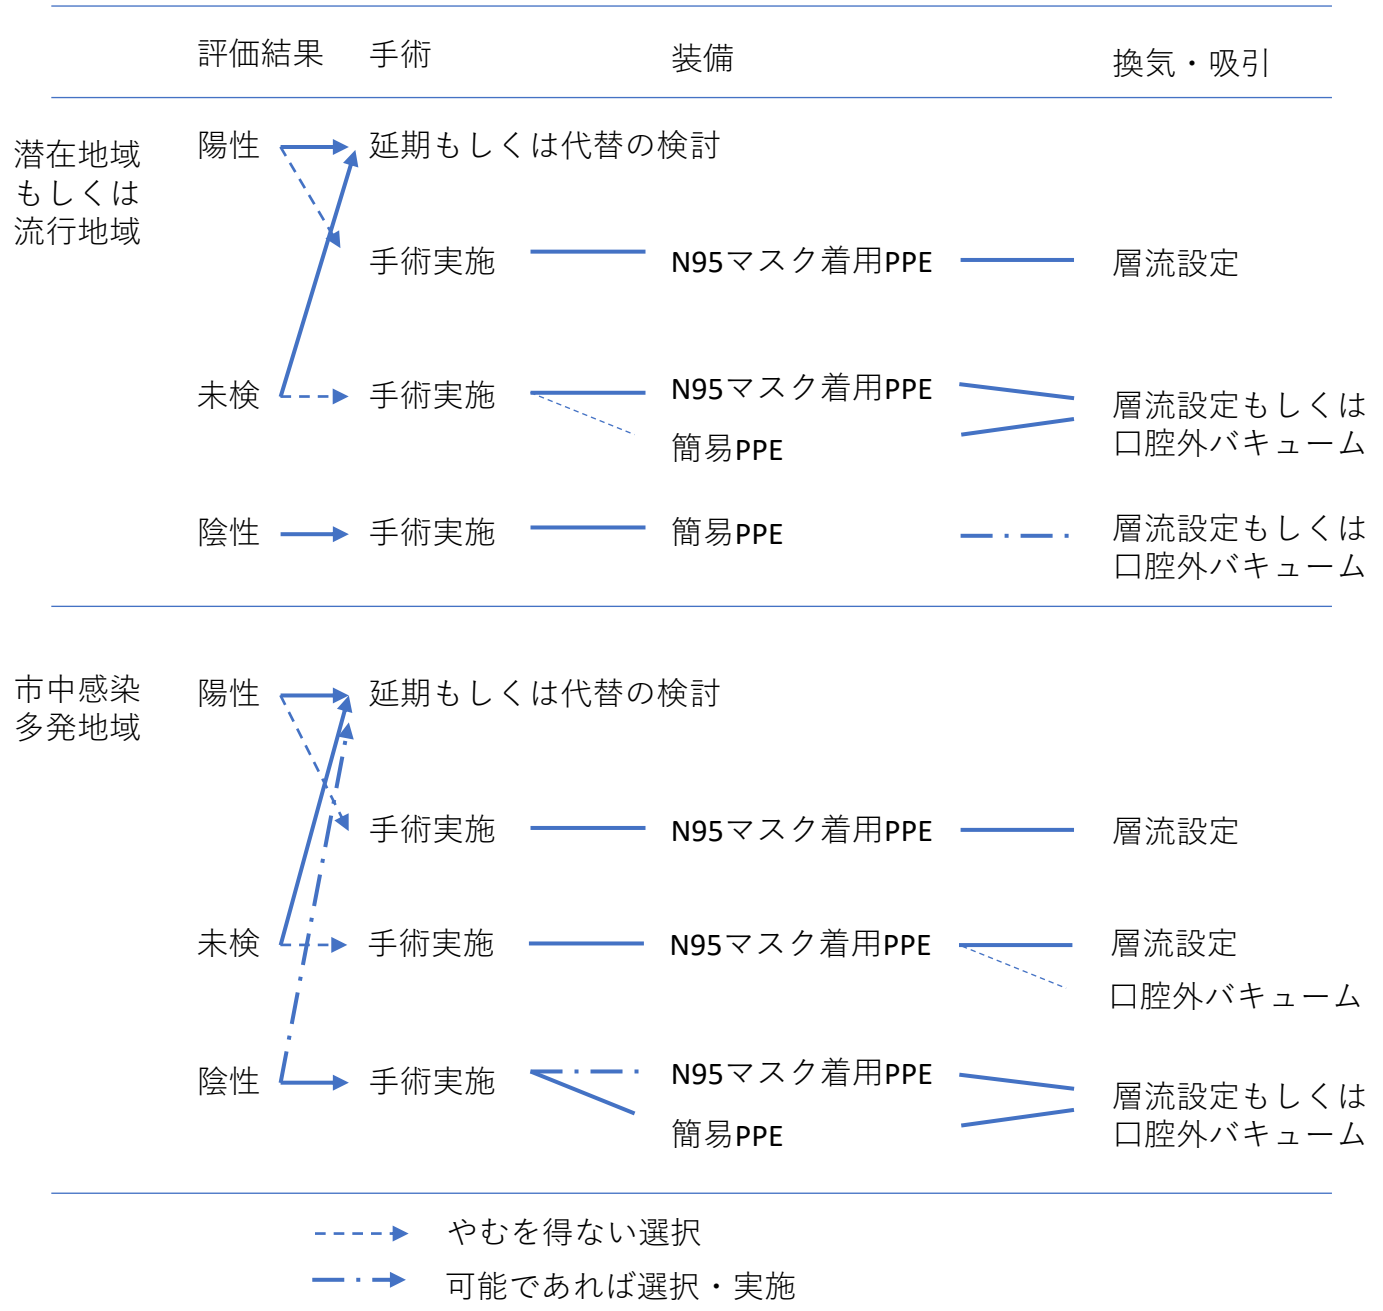 評価結果 手術 装備 換気・吸引
潜在地域
もしくは
流行地域
陽性 延期もしくは代替の検討
手術実施 N95マスク着用PPE 層流設定
未検 手術実施 N95マスク着用PPE
簡易PPE
層流設定もしくは
口腔外バキューム
陰性 手術実施 簡易PPE
層流設定もしくは
口腔外バキューム
市中感染
多発地域
陽性 延期もしくは代替の検討
手術実施 N95マスク着用PPE 層流設定
未検 手術実施 N95マスク着用PPE 層流設定
口腔外バキューム
陰性 手術実施 N95マスク着用PPE
簡易PPE
層流設定もしくは
口腔外バキューム
やむを得ない選択
可能であれば選択・実施